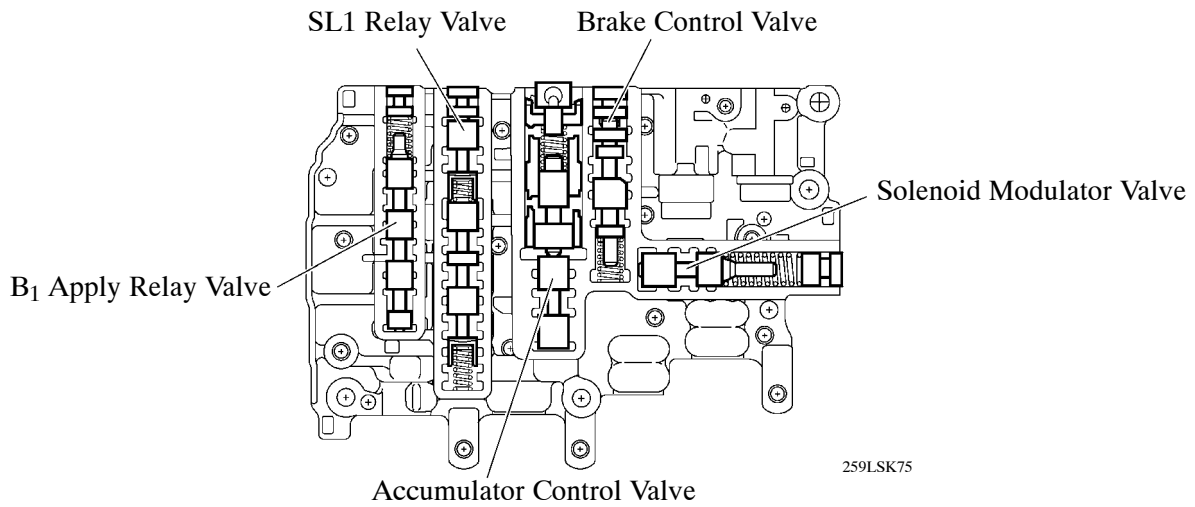 SL1 Relay Valve
Brake Control Valve
Solenoid Modulator Valve
B1 Apply Relay Valve
259LSK75
Accumulator Control Valve